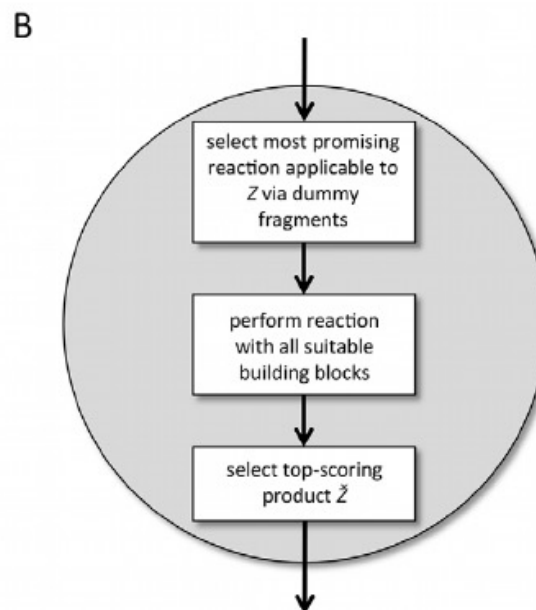 B
select most promising
reaction applicable to
Z via dummy
fragments
perform reaction
with all suitable
building blocks
select top-scoring
product Ž